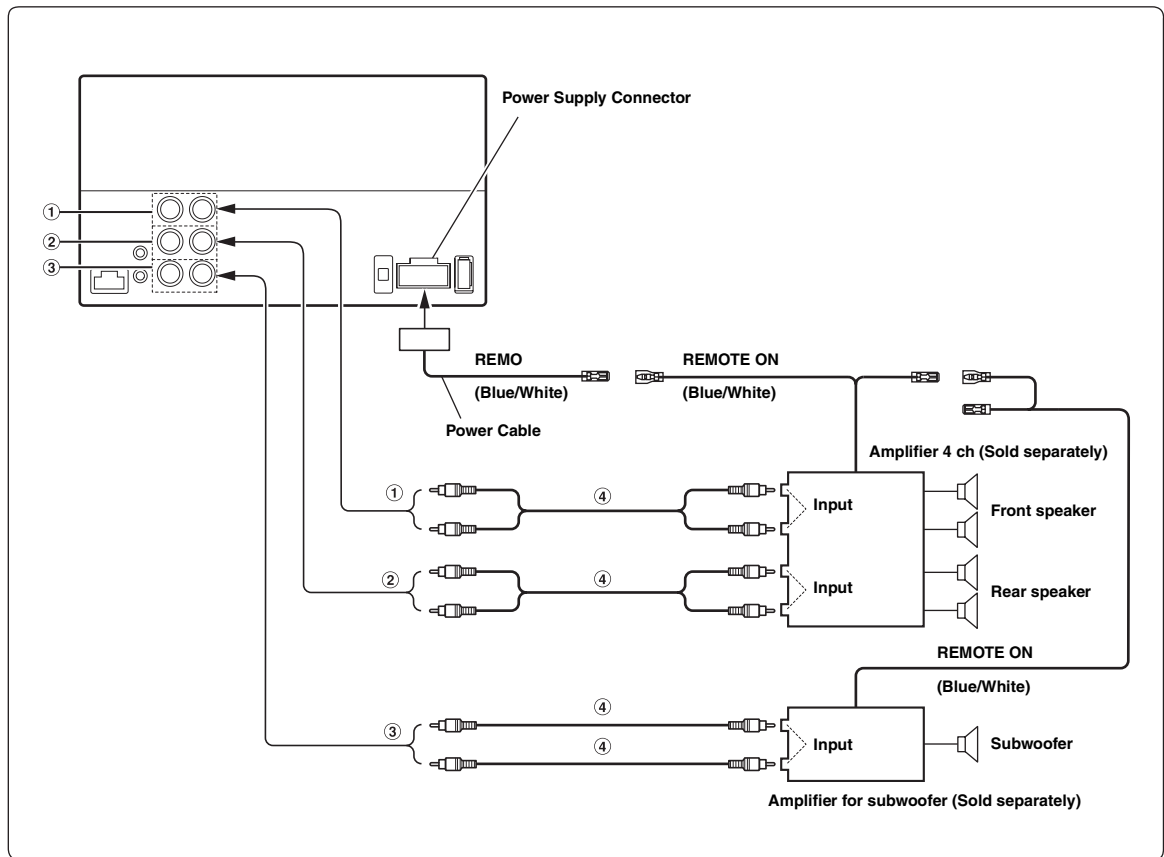 Power Supply Connector
①
②
③
REMO
(Blue/White)
REMOTE ON
(Blue/White)
Power Cable
Amplifier 4 ch (Sold separately)
①
④
Input
Front speaker
②
④
Input
Rear speaker
REMOTE ON
(Blue/White)
③
④
④
Input
Subwoofer
Amplifier for subwoofer (Sold separately)